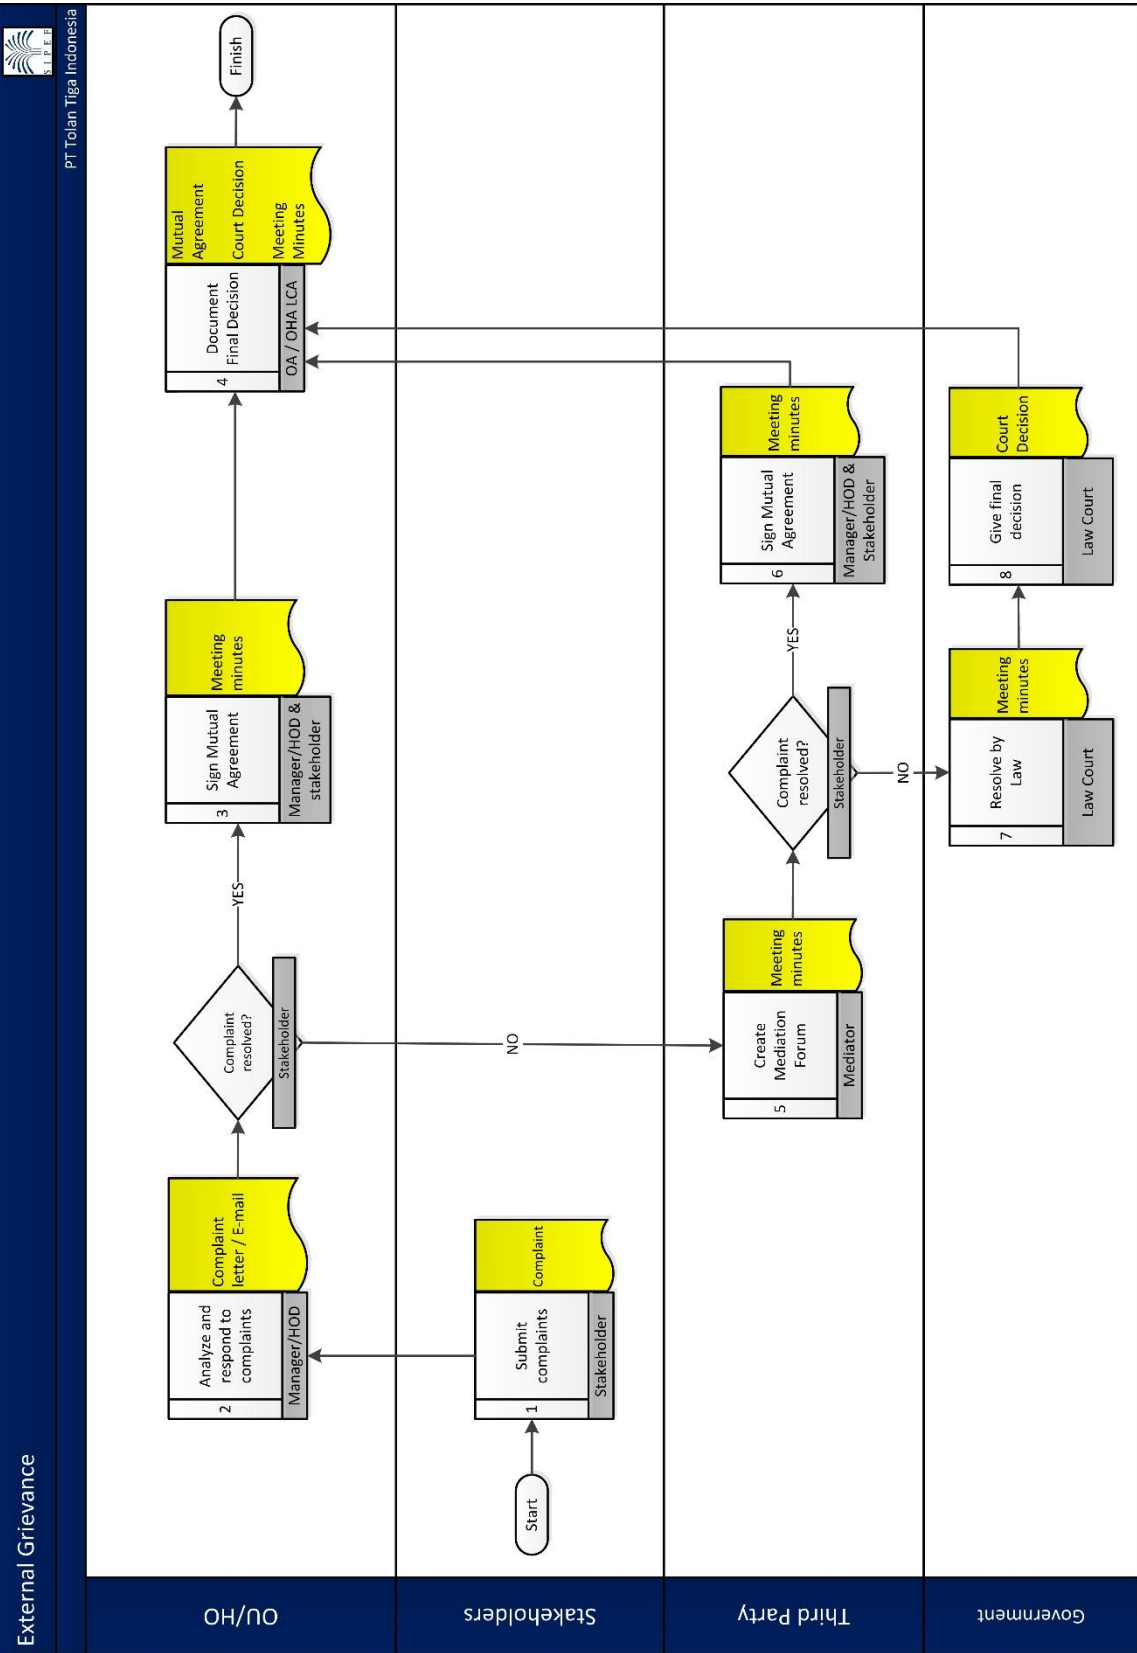 External Grievance
SIPEF
PT Tolan Tiga Indonesia
OU/HO
2
Analyze and
respond to
complaints
Manager/HOD
Complaint
letter / E-mail
Complaint
resolved?
Stakeholder
YES
NO
3
Sign Mutual
Agreement
Manager/HOD &
stakeholder
Meeting
minutes
4
Document
Final Decision
OA / OHA LCA
Mutual
Agreement
Court Decision
Meeting
Minutes
Finish
Stakeholders
Start
1
Submit
complaints
Stakeholder
Complaint
Third Party
5
Create
Mediation
Forum
Mediator
Meeting
minutes
Complaint
resolved?
Stakeholder
YES
NO
6
Sign Mutual
Agreement
Manager/HOD &
Stakeholder
Meeting
minutes
Government
7
Resolve by
Law
Law Court
Meeting
minutes
8
Give final
decision
Law Court
Court
Decision